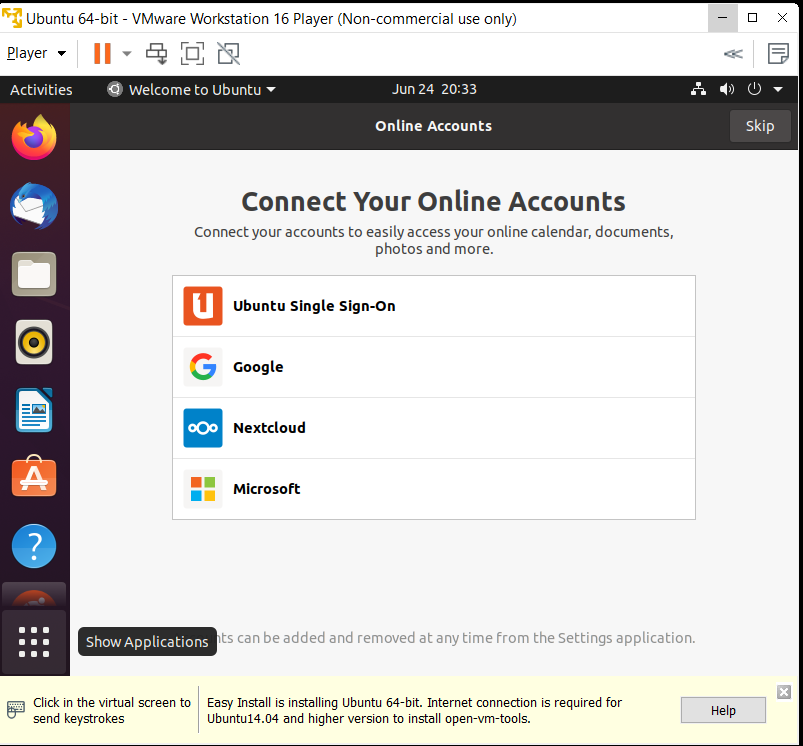 Ubuntu 64-bit - VMware Workstation 16 Player (Non-commercial use only)
Player
Activities
Welcome to Ubuntu
Jun 24 20:33
Online Accounts
Skip
Connect Your Online Accounts
Connect your accounts to easily access your online calendar, documents,
photos and more.
Ubuntu Single Sign-On
Google
Nextcloud
Microsoft
Show Applications
can be added and removed at any time from the Settings application.
Click in the virtual screen to
send keystrokes
Easy Install is installing Ubuntu 64-bit. Internet connection is required for
Ubuntu14.04 and higher version to install open-vm-tools.
Help